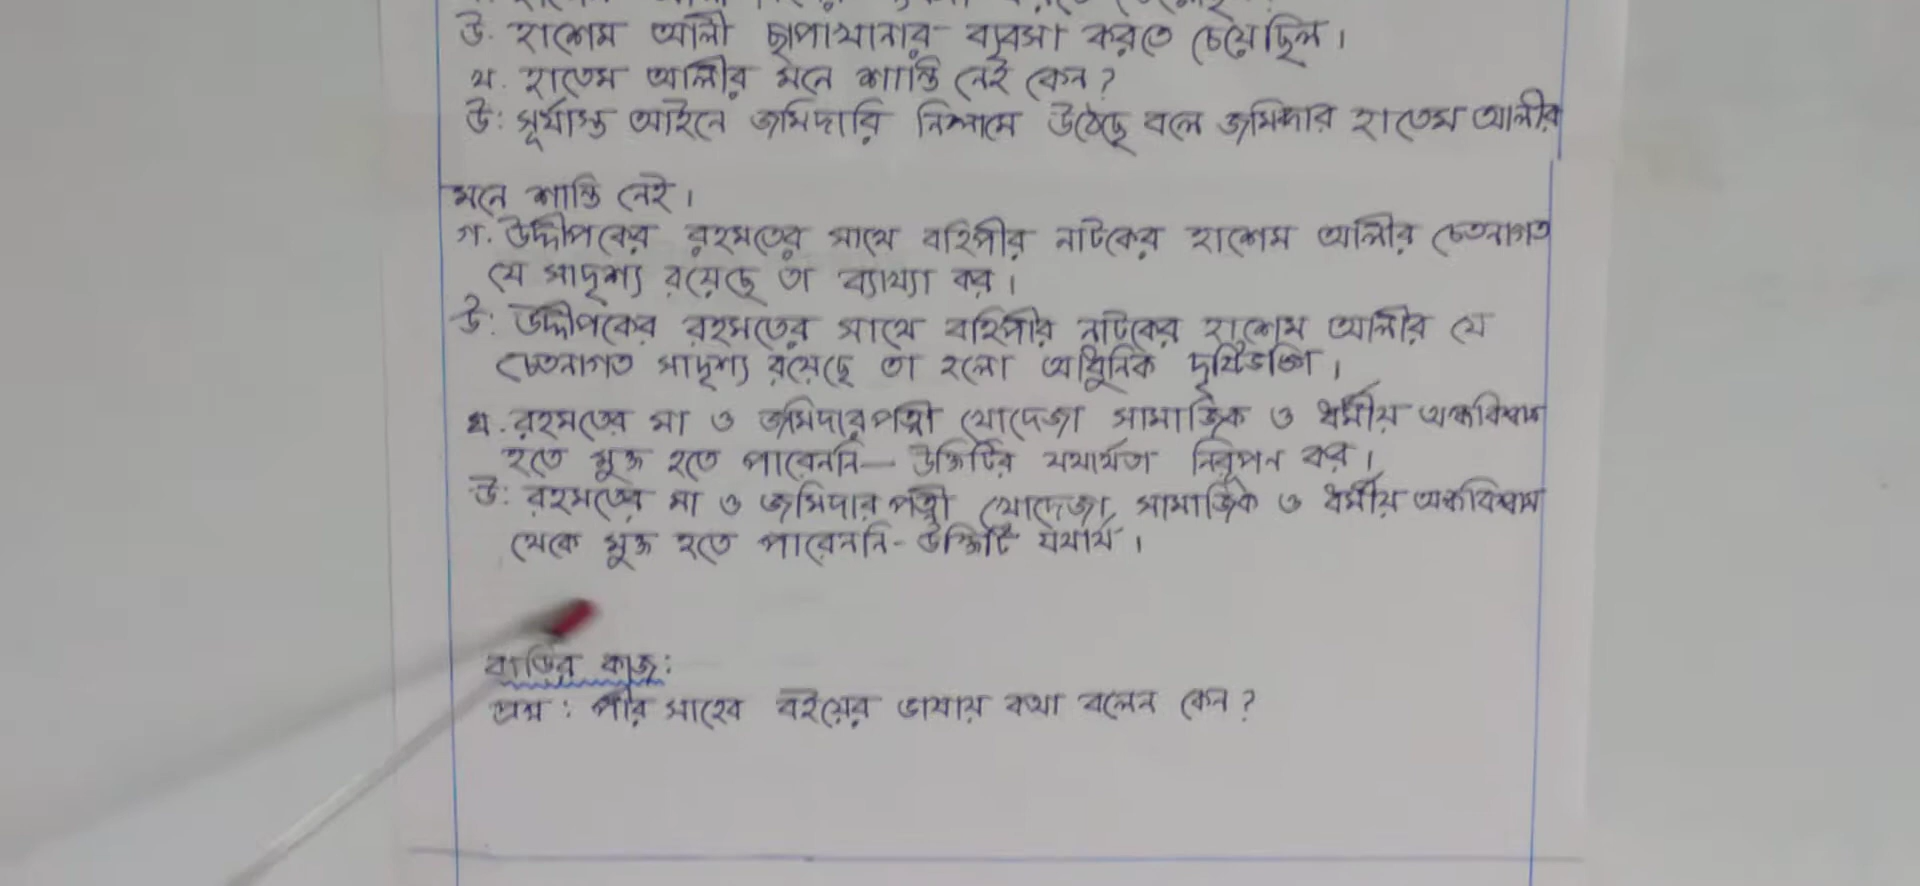 উ. হাশেম আলী ছাপাখানার ব্যবসা করতে চেয়েছিল।
খ. হাতেম আলীর মনে শান্তি নেই কেন?
উ: সূর্যাস্ত আইনে জমিদারি নিলামে উঠেছে বলে জমিদার হাতেম আলীর
মনে শান্তি নেই।
গ. উদ্দীপকের রহমতের সাথে বহিপীর নাটকের হাশেম আলীর চেতনাগত
যে সাদৃশ্য রয়েছে তা ব্যাখ্যা কর।
উ: উদ্দীপকের রহমতের সাথে বহিপীর নাটকের হাশেম আলীর যে
চেতনাগত সাদৃশ্য রয়েছে তা হলো আধুনিক দৃষ্টিভঙ্গি।
ঘ. রহমতের মা ও জমিদারপত্নী খোদেজা সামাজিক ও ধর্মীয় অন্ধবিশ্বাস
হতে মুক্ত হতে পারেননি— উক্তিটির যথার্থতা নিরূপন কর।
উ: রহমতের মা ও জমিদার পত্নী খোদেজা সামাজিক ও ধর্মীয় অন্ধবিশ্বাস
থেকে মুক্ত হতে পারেননি- উক্তিটি যথার্থ।
বাড়ির কাজ:
প্রশ্ন: পীর সাহেব বইয়ের ভাষায় কথা বলেন কেন?